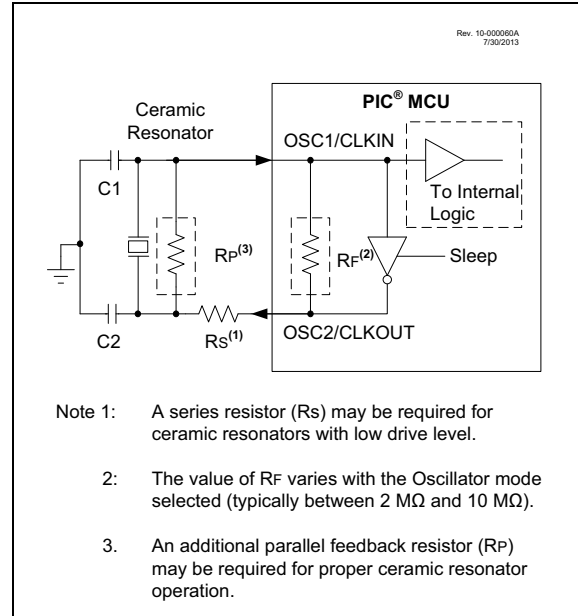 Rev. 10-000060A
7/30/2013
PIC® MCU
Ceramic
Resonator
OSC1/CLKIN
C1
To Internal
Logic
RP(3)
RF(2)
Sleep
C2
RS(1)
OSC2/CLKOUT
Note 1: A series resistor (Rs) may be required for
ceramic resonators with low drive level.
2: The value of RF varies with the Oscillator mode
selected (typically between 2 MΩ and 10 MΩ).
3. An additional parallel feedback resistor (RP)
may be required for proper ceramic resonator
operation.